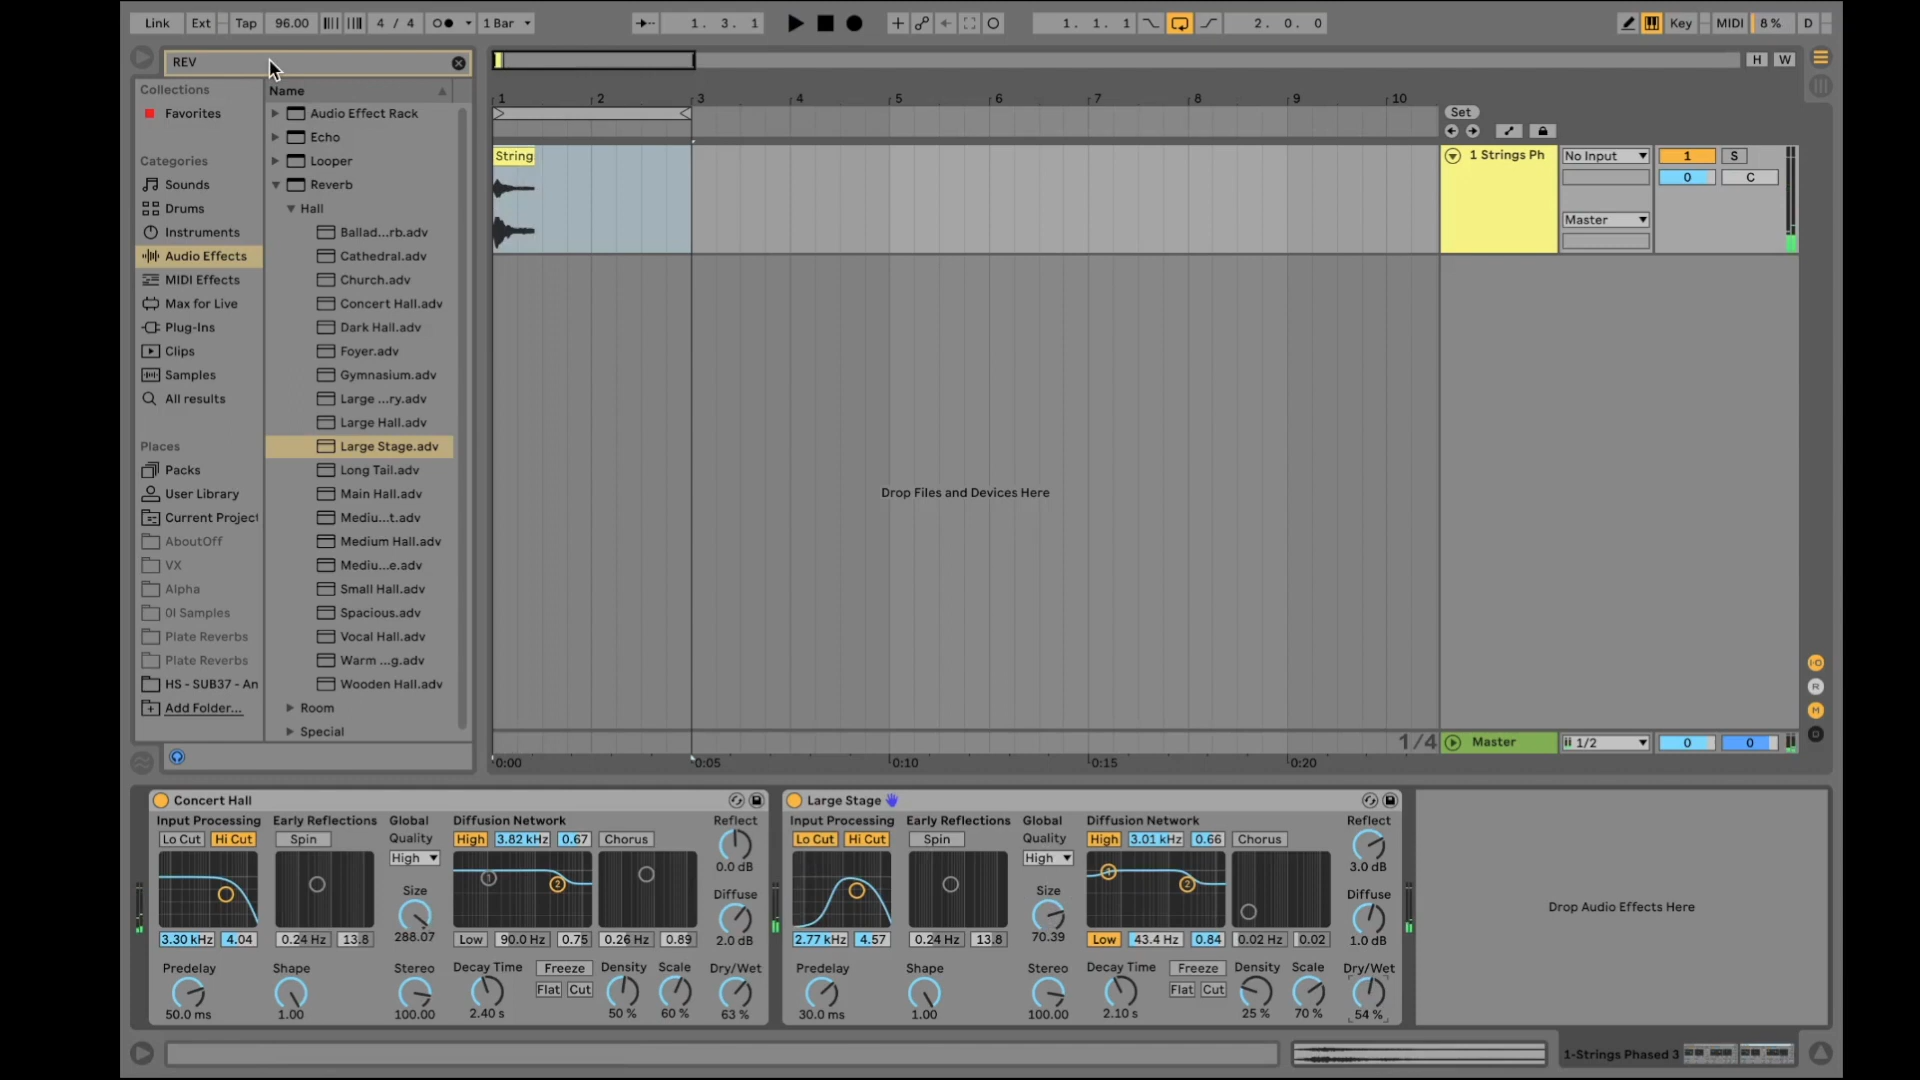 Link Ext Tap 96.00 4 / 4 1 Bar 1. 3. 1 1. 1. 1 2. 0. 0 Key MIDI 8 % D
REV
H W
Collections
Favorites
Categories
Sounds
Drums
Instruments
Audio Effects
MIDI Effects
Max for Live
Plug-Ins
Clips
Samples
All results
Places
Packs
User Library
Current Project
AboutOff
VX
Alpha
0I Samples
Plate Reverbs
Plate Reverbs
HS - SUB37 - An
Add Folder...
Name
Audio Effect Rack
Echo
Looper
Reverb
Hall
Ballad...rb.adv
Cathedral.adv
Church.adv
Concert Hall.adv
Dark Hall.adv
Foyer.adv
Gymnasium.adv
Large ...ry.adv
Large Hall.adv
Large Stage.adv
Long Tail.adv
Main Hall.adv
Mediu...t.adv
Medium Hall.adv
Mediu...e.adv
Small Hall.adv
Spacious.adv
Vocal Hall.adv
Warm ...g.adv
Wooden Hall.adv
Room
Special
1 2 3 4 5 6 7 8 9 10
Set
String
1 Strings Ph No Input 1 S
0 C
Master
Drop Files and Devices Here
I·O
R
M
D
1/4 Master 1/2 0 0
0:00 0:05 0:10 0:15 0:20
Concert Hall
Input Processing Early Reflections Global Diffusion Network Reflect
Lo Cut Hi Cut Spin Quality High 3.82 kHz 0.67 Chorus
High
0.0 dB
1 2
Size Diffuse
288.07 2.0 dB
3.30 kHz 4.04 0.24 Hz 13.8 Low 90.0 Hz 0.75 0.26 Hz 0.89
Predelay Shape Stereo Decay Time Freeze Density Scale Dry/Wet
Flat Cut
50.0 ms 1.00 100.00 2.40 s 50 % 60 % 63 %
Large Stage
Input Processing Early Reflections Global Diffusion Network Reflect
Lo Cut Hi Cut Spin Quality High 3.01 kHz 0.66 Chorus
High
3.0 dB
1 2
Size Diffuse
70.39 1.0 dB
2.77 kHz 4.57 0.24 Hz 13.8 Low 43.4 Hz 0.84 0.02 Hz 0.02
Predelay Shape Stereo Decay Time Freeze Density Scale Dry/Wet
Flat Cut
30.0 ms 1.00 100.00 2.10 s 25 % 70 % 54 %
Drop Audio Effects Here
1-Strings Phased 3